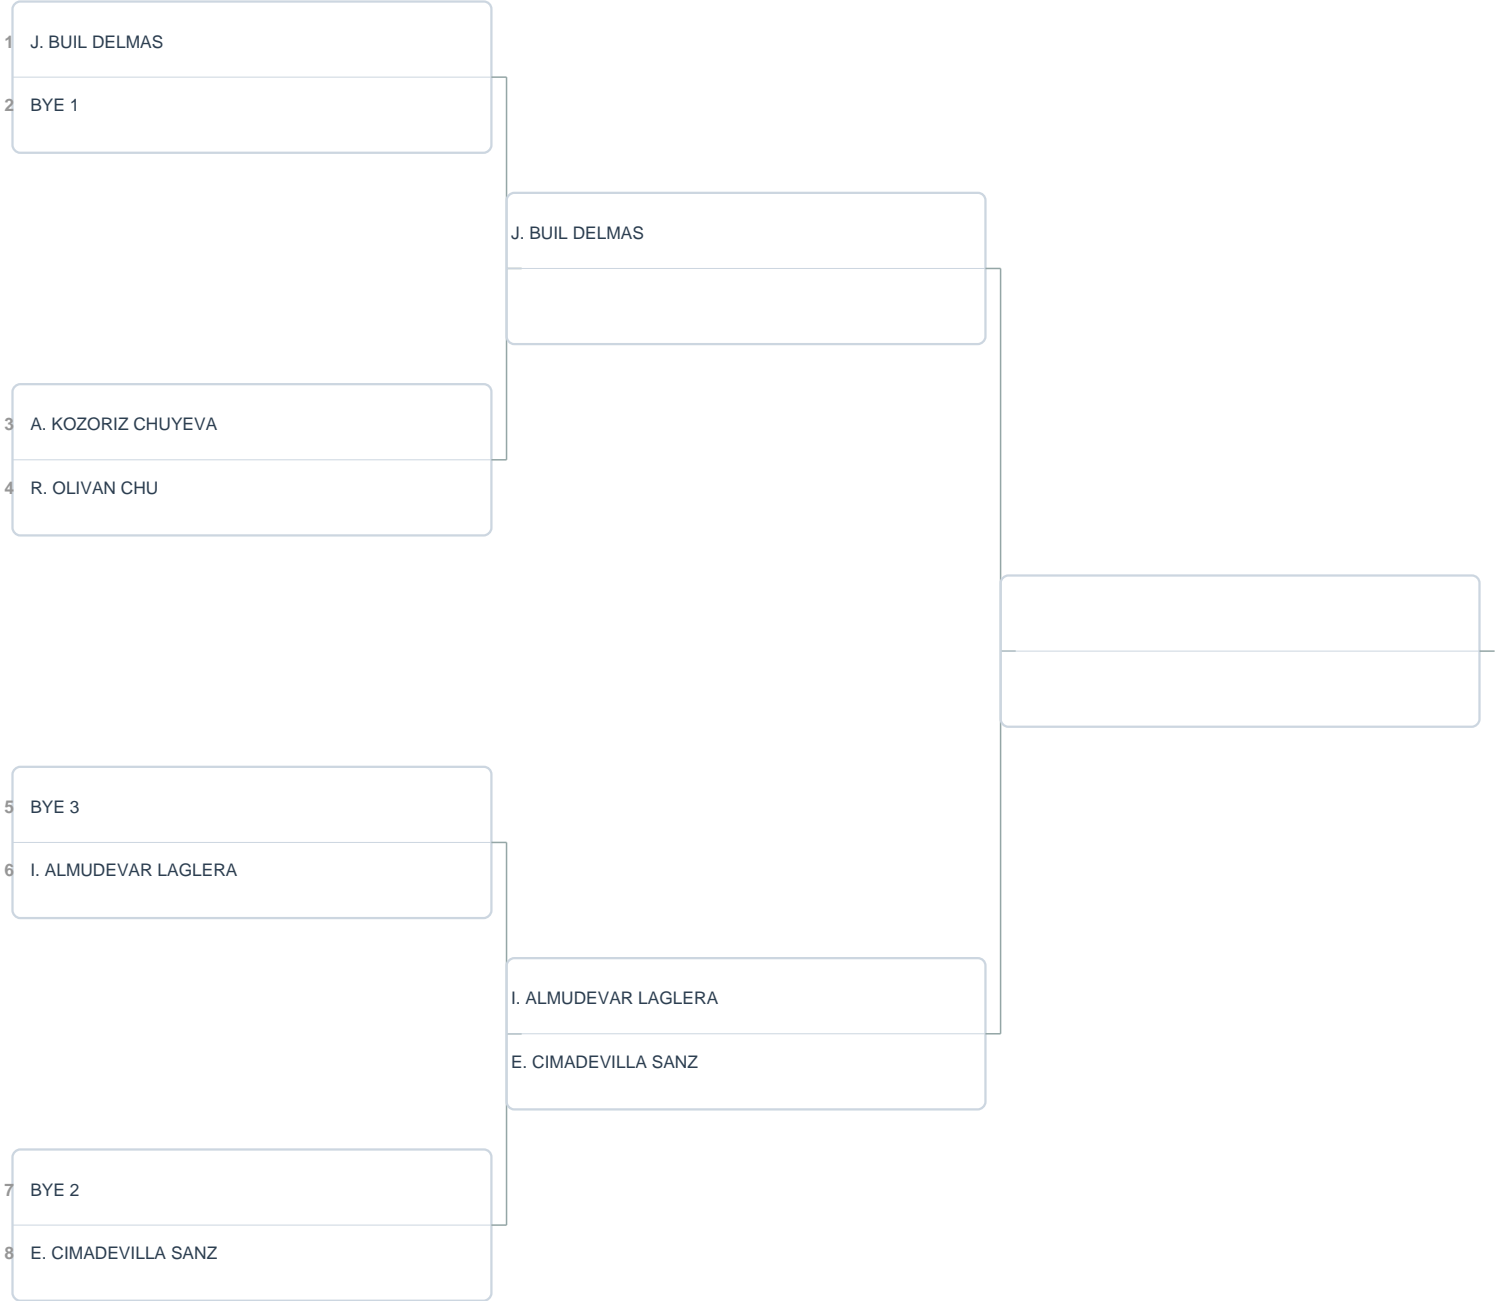 1 J. BUIL DELMAS
2 BYE 1
J. BUIL DELMAS
3 A. KOZORIZ CHUYEVA
4 R. OLIVAN CHU
5 BYE 3
6 I. ALMUDEVAR LAGLERA
I. ALMUDEVAR LAGLERA
E. CIMADEVILLA SANZ
7 BYE 2
8 E. CIMADEVILLA SANZ